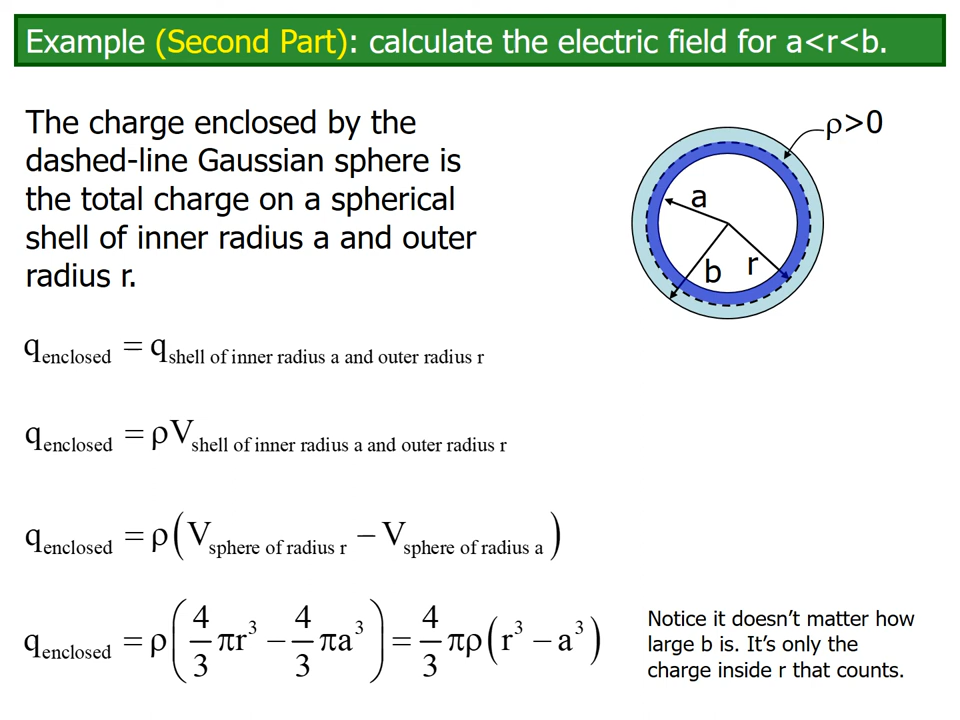 Example (Second Part): calculate the electric field for a<r<b.
The charge enclosed by the
dashed-line Gaussian sphere is
the total charge on a spherical
shell of inner radius a and outer
radius r.
ρ>0
a
b
r
q_enclosed = q_shell of inner radius a and outer radius r
q_enclosed = ρV_shell of inner radius a and outer radius r
q_enclosed = ρ(V_sphere of radius r − V_sphere of radius a)
q_enclosed = ρ(4/3 πr³ − 4/3 πa³) = 4/3 πρ(r³ − a³)
Notice it doesn't matter how
large b is. It's only the
charge inside r that counts.